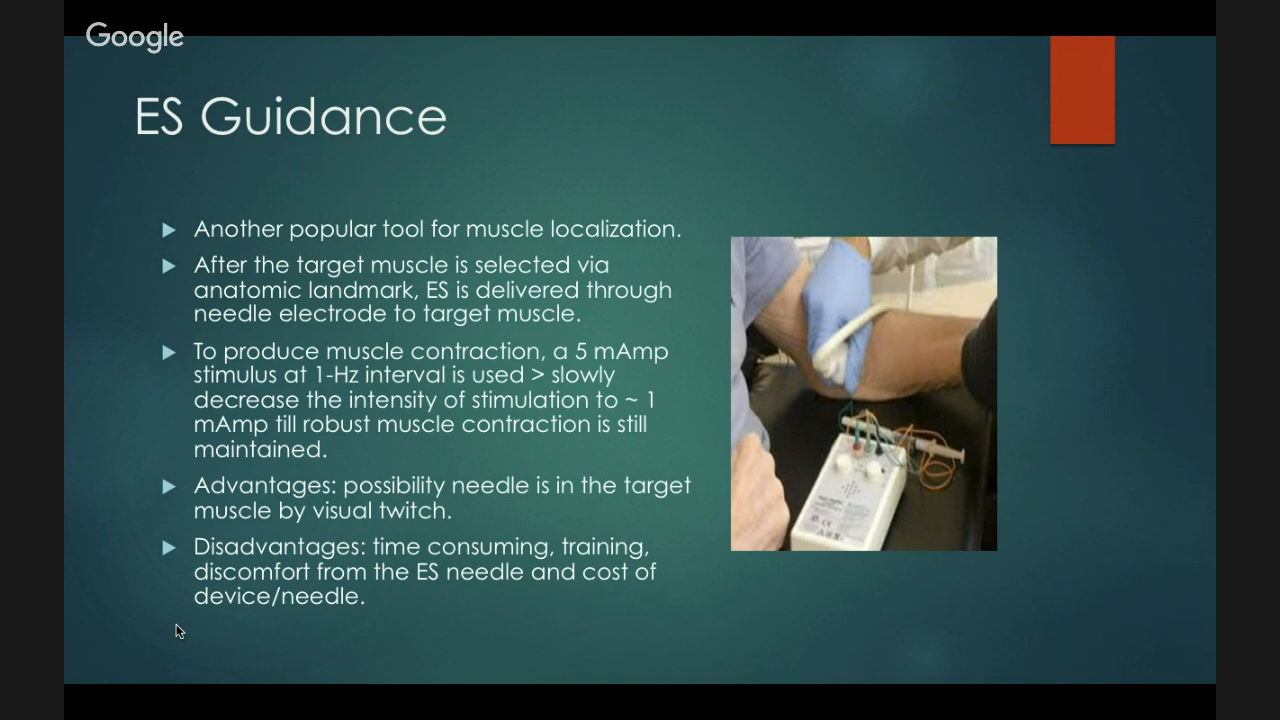 Google
ES Guidance
Another popular tool for muscle localization.
After the target muscle is selected via
anatomic landmark, ES is delivered through
needle electrode to target muscle.
To produce muscle contraction, a 5 mAmp
stimulus at 1-Hz interval is used > slowly
decrease the intensity of stimulation to ~ 1
mAmp till robust muscle contraction is still
maintained.
Advantages: possibility needle is in the target
muscle by visual twitch.
Disadvantages: time consuming, training,
discomfort from the ES needle and cost of
device/needle.